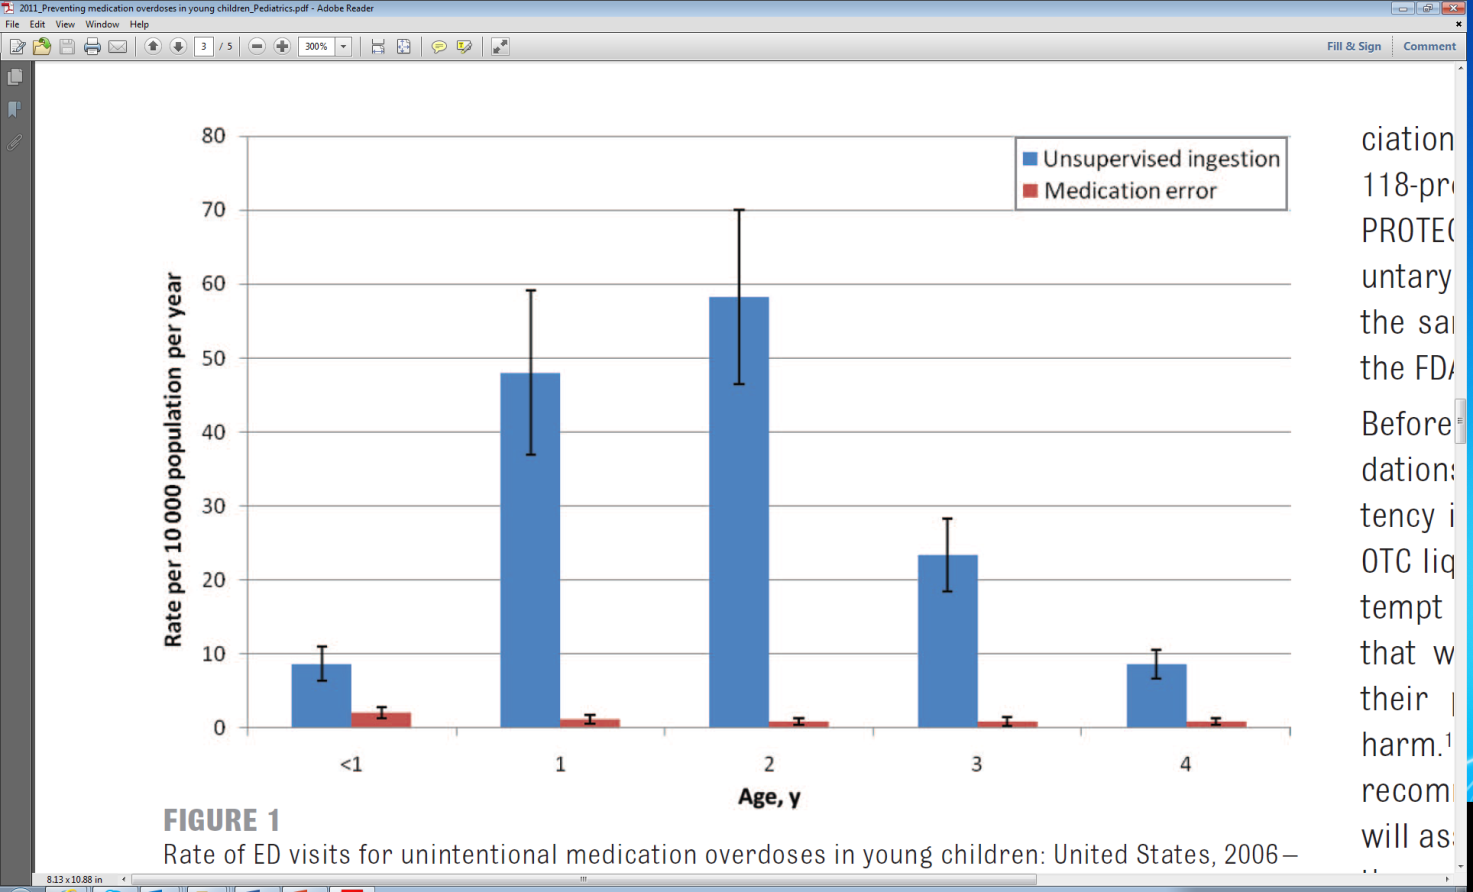 2011_Preventing medication overdoses in young children_Pediatrics.pdf - Adobe Reader
File Edit View Window Help
3 / 5 300% Fill & Sign Comment
80
70
60
50
40
30
20
10
0
Rate per 10 000 population per year
Unsupervised ingestion
Medication error
<1 1 2 3 4
Age, y
FIGURE 1
Rate of ED visits for unintentional medication overdoses in young children: United States, 2006–
ciation
118-pr
PROTEC
untary
the sa
the FDA
Before
dations
tency i
OTC liq
tempt
that w
their
harm.¹
recom
will as
8.13 x 10.88 in